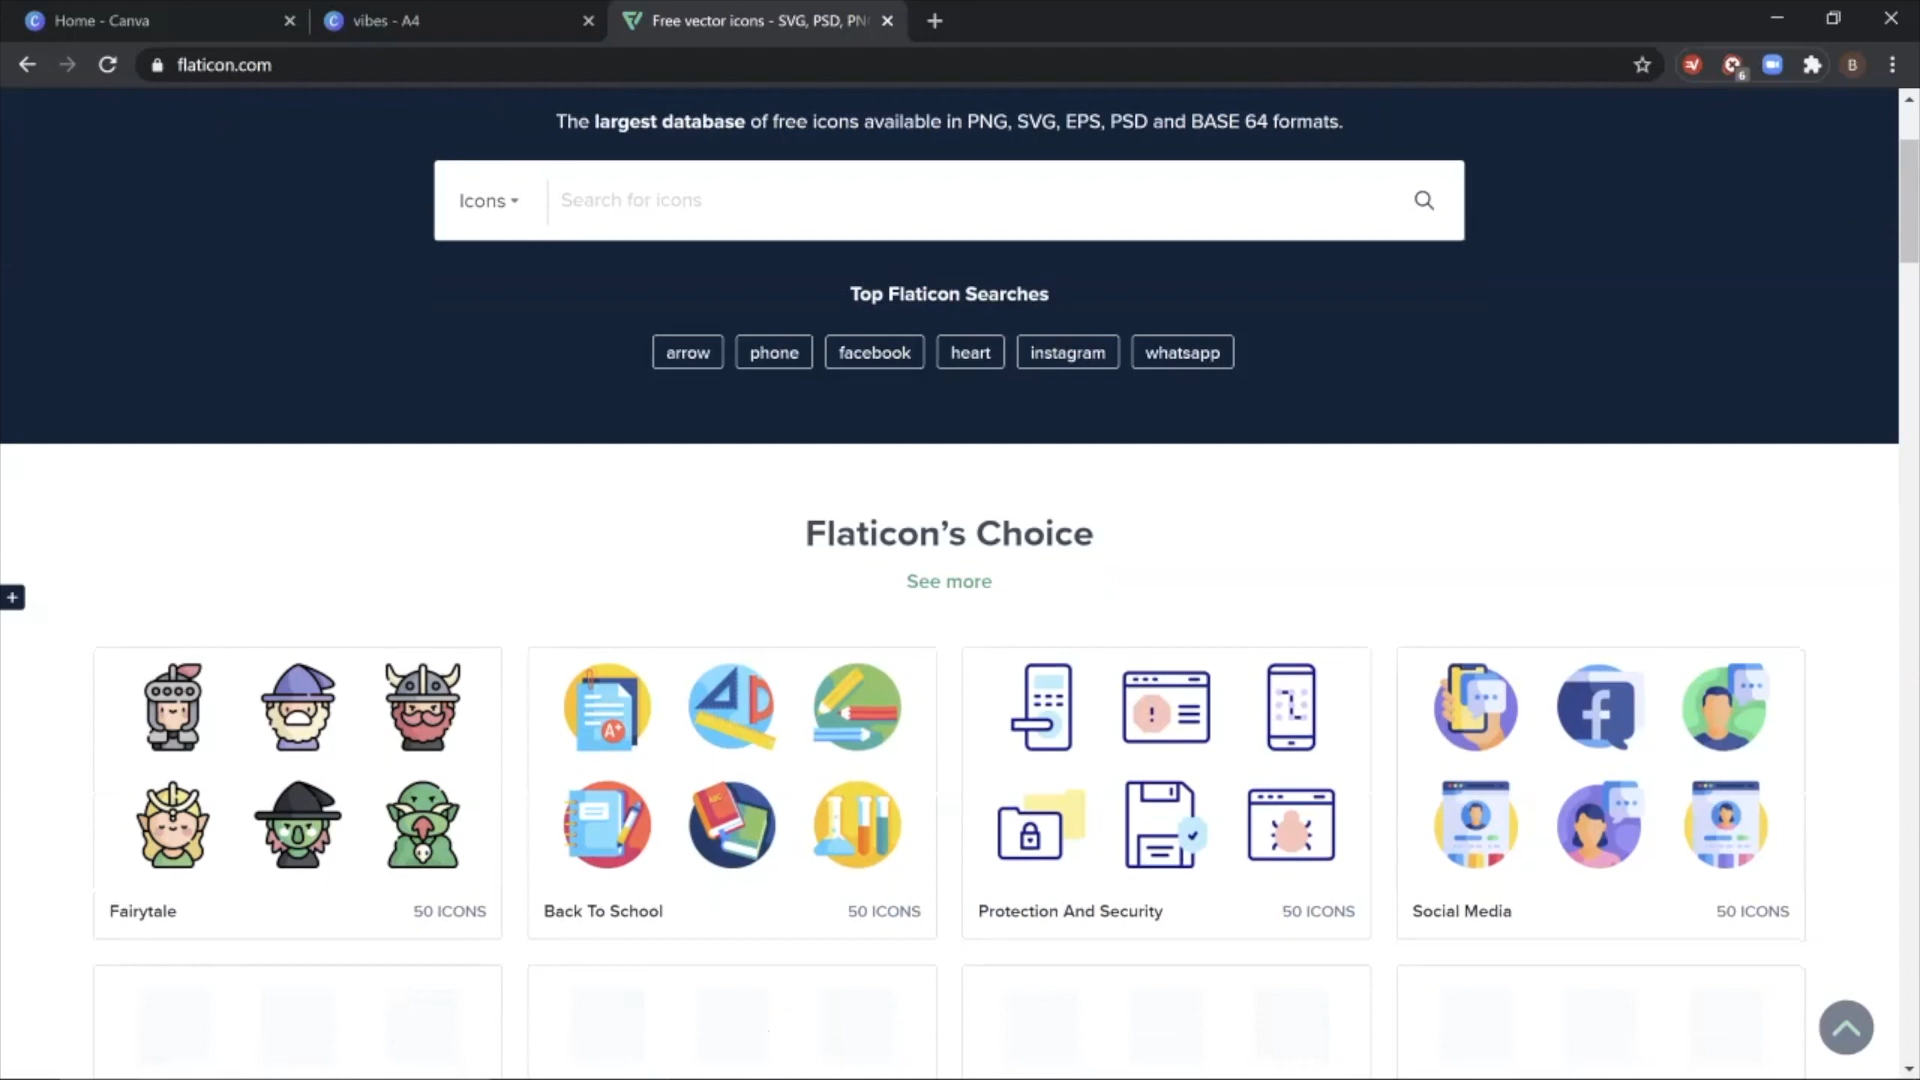 Home - Canva
vibes - A4
Free vector icons - SVG, PSD, PN
flaticon.com
6
B
The largest database of free icons available in PNG, SVG, EPS, PSD and BASE 64 formats.
Icons
Search for icons
Top Flaticon Searches
arrow phone facebook heart instagram whatsapp
Flaticon’s Choice
See more
A+
ABC
Fairytale 50 ICONS
Back To School 50 ICONS
Protection And Security 50 ICONS
Social Media 50 ICONS